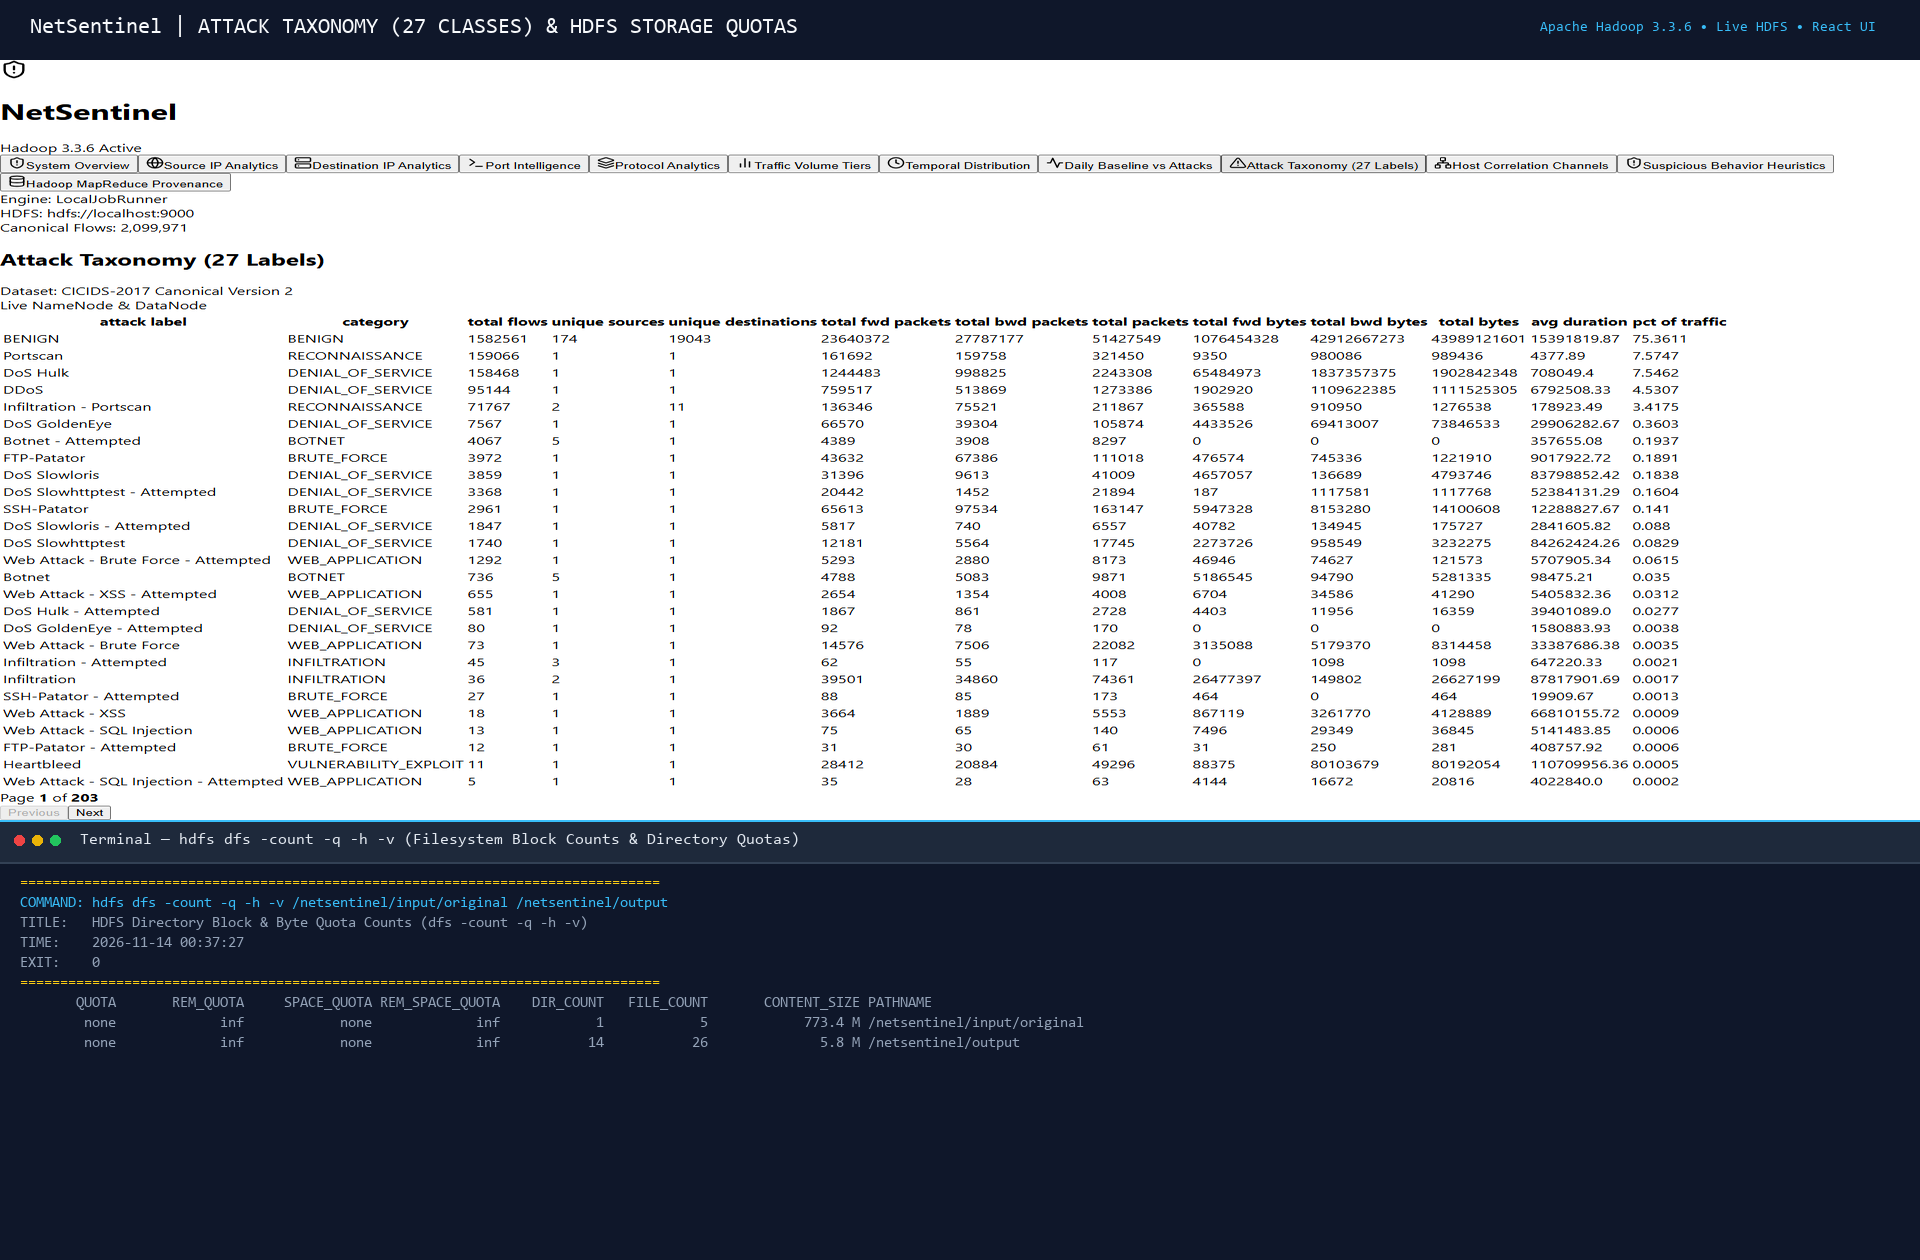 NetSentinel | ATTACK TAXONOMY (27 CLASSES) & HDFS STORAGE QUOTAS
Apache Hadoop 3.3.6 • Live HDFS • React UI
NetSentinel
Hadoop 3.3.6 Active
System Overview Source IP Analytics Destination IP Analytics Port Intelligence Protocol Analytics Traffic Volume Tiers Temporal Distribution Daily Baseline vs Attacks Attack Taxonomy (27 Labels) Host Correlation Channels Suspicious Behavior Heuristics
Hadoop MapReduce Provenance
Engine: LocalJobRunner
HDFS: hdfs://localhost:9000
Canonical Flows: 2,099,971
Attack Taxonomy (27 Labels)
Dataset: CICIDS-2017 Canonical Version 2
Live NameNode & DataNode
attack label category total flows unique sources unique destinations total fwd packets total bwd packets total packets total fwd bytes total bwd bytes total bytes avg duration pct of traffic
BENIGN BENIGN 1582561 174 19043 23640372 27787177 51427549 1076454328 42912667273 43989121601 15391819.87 75.3611
Portscan RECONNAISSANCE 159066 1 1 161692 159758 321450 9350 980086 989436 4377.89 7.5747
DoS Hulk DENIAL_OF_SERVICE 158468 1 1 1244483 998825 2243308 65484973 1837357375 1902842348 708049.4 7.5462
DDoS DENIAL_OF_SERVICE 95144 1 1 759517 513869 1273386 1902920 1109622385 1111525305 6792508.33 4.5307
Infiltration - Portscan RECONNAISSANCE 71767 2 11 136346 75521 211867 365588 910950 1276538 178923.49 3.4175
DoS GoldenEye DENIAL_OF_SERVICE 7567 1 1 66570 39304 105874 4433526 69413007 73846533 29906282.67 0.3603
Botnet - Attempted BOTNET 4067 5 1 4389 3908 8297 0 0 0 357655.08 0.1937
FTP-Patator BRUTE_FORCE 3972 1 1 43632 67386 111018 476574 745336 1221910 9017922.72 0.1891
DoS Slowloris DENIAL_OF_SERVICE 3859 1 1 31396 9613 41009 4657057 136689 4793746 83798852.42 0.1838
DoS Slowhttptest - Attempted DENIAL_OF_SERVICE 3368 1 1 20442 1452 21894 187 1117581 1117768 52384131.29 0.1604
SSH-Patator BRUTE_FORCE 2961 1 1 65613 97534 163147 5947328 8153280 14100608 12288827.67 0.141
DoS Slowloris - Attempted DENIAL_OF_SERVICE 1847 1 1 5817 740 6557 40782 134945 175727 2841605.82 0.088
DoS Slowhttptest DENIAL_OF_SERVICE 1740 1 1 12181 5564 17745 2273726 958549 3232275 84262424.26 0.0829
Web Attack - Brute Force - Attempted WEB_APPLICATION 1292 1 1 5293 2880 8173 46946 74627 121573 5707905.34 0.0615
Botnet BOTNET 736 5 1 4788 5083 9871 5186545 94790 5281335 98475.21 0.035
Web Attack - XSS - Attempted WEB_APPLICATION 655 1 1 2654 1354 4008 6704 34586 41290 5405832.36 0.0312
DoS Hulk - Attempted DENIAL_OF_SERVICE 581 1 1 1867 861 2728 4403 11956 16359 39401089.0 0.0277
DoS GoldenEye - Attempted DENIAL_OF_SERVICE 80 1 1 92 78 170 0 0 0 1580883.93 0.0038
Web Attack - Brute Force WEB_APPLICATION 73 1 1 14576 7506 22082 3135088 5179370 8314458 33387686.38 0.0035
Infiltration - Attempted INFILTRATION 45 3 1 62 55 117 0 1098 1098 647220.33 0.0021
Infiltration INFILTRATION 36 2 1 39501 34860 74361 26477397 149802 26627199 87817901.69 0.0017
SSH-Patator - Attempted BRUTE_FORCE 27 1 1 88 85 173 464 0 464 19909.67 0.0013
Web Attack - XSS WEB_APPLICATION 18 1 1 3664 1889 5553 867119 3261770 4128889 66810155.72 0.0009
Web Attack - SQL Injection WEB_APPLICATION 13 1 1 75 65 140 7496 29349 36845 5141483.85 0.0006
FTP-Patator - Attempted BRUTE_FORCE 12 1 1 31 30 61 31 250 281 408757.92 0.0006
Heartbleed VULNERABILITY_EXPLOIT 11 1 1 28412 20884 49296 88375 80103679 80192054 110709956.36 0.0005
Web Attack - SQL Injection - Attempted WEB_APPLICATION 5 1 1 35 28 63 4144 16672 20816 4022840.0 0.0002
Page 1 of 203
Previous Next
Terminal — hdfs dfs -count -q -h -v (Filesystem Block Counts & Directory Quotas)
================================================================================
COMMAND: hdfs dfs -count -q -h -v /netsentinel/input/original /netsentinel/output
TITLE: HDFS Directory Block & Byte Quota Counts (dfs -count -q -h -v)
TIME: 2026-11-14 00:37:27
EXIT: 0
================================================================================
QUOTA REM_QUOTA SPACE_QUOTA REM_SPACE_QUOTA DIR_COUNT FILE_COUNT CONTENT_SIZE PATHNAME
none inf none inf 1 5 773.4 M /netsentinel/input/original
none inf none inf 14 26 5.8 M /netsentinel/output